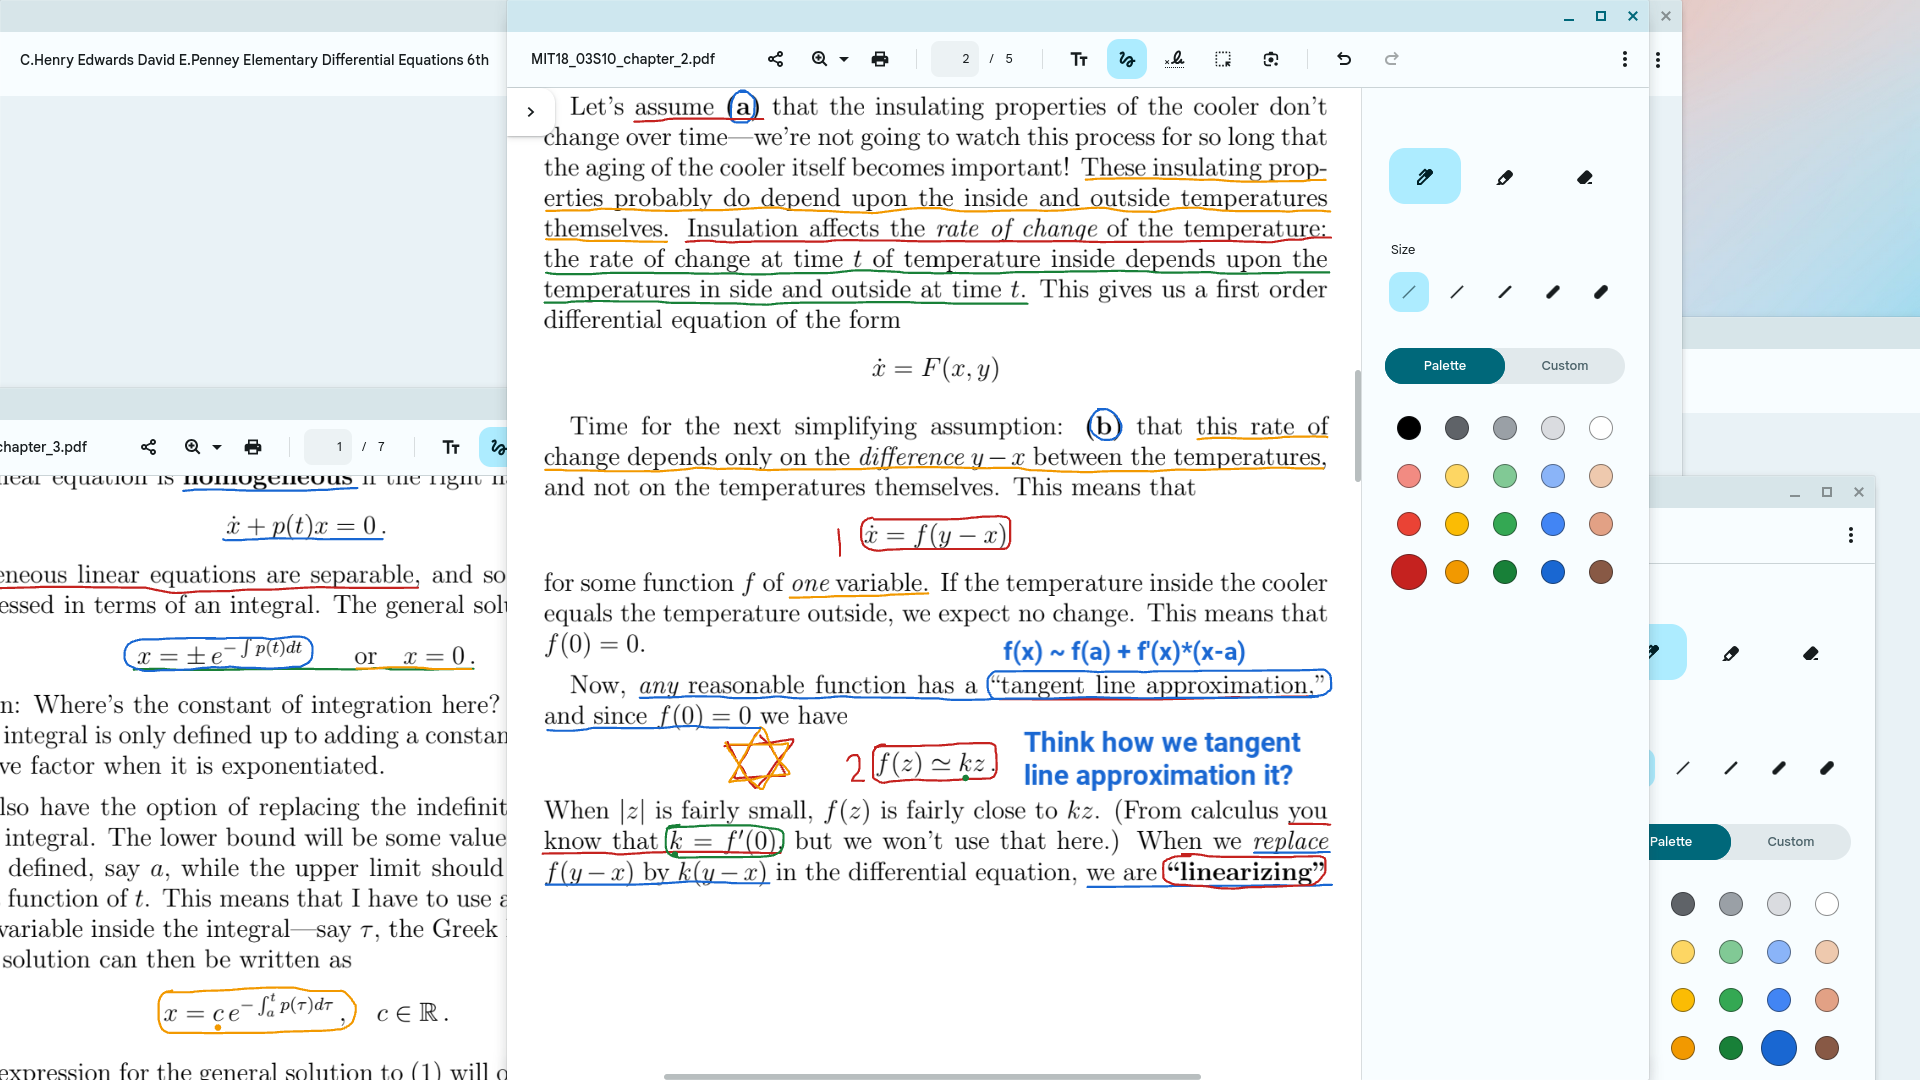 C.Henry Edwards David E.Penney Elementary Differential Equations 6th
MIT18_03S10_chapter_2.pdf
2 / 5
Let's assume (a) that the insulating properties of the cooler don't
change over time—we're not going to watch this process for so long that
the aging of the cooler itself becomes important! These insulating prop-
erties probably do depend upon the inside and outside temperatures
themselves. Insulation affects the rate of change of the temperature:
the rate of change at time t of temperature inside depends upon the
temperatures in side and outside at time t. This gives us a first order
differential equation of the form
ẋ = F(x, y)
Time for the next simplifying assumption: (b) that this rate of
change depends only on the difference y − x between the temperatures,
and not on the temperatures themselves. This means that
1 ẋ = f(y − x)
for some function f of one variable. If the temperature inside the cooler
equals the temperature outside, we expect no change. This means that
f(0) = 0.
f(x) ~ f(a) + f'(x)*(x-a)
Now, any reasonable function has a “tangent line approximation,”
and since f(0) = 0 we have
2 f(z) ≃ kz.
Think how we tangent
line approximation it?
When |z| is fairly small, f(z) is fairly close to kz. (From calculus you
know that k = f′(0), but we won't use that here.) When we replace
f(y − x) by k(y − x) in the differential equation, we are “linearizing”
Size
Palette
Custom
chapter_3.pdf
1 / 7
near equation is homogeneous if the right
ẋ + p(t)x = 0.
eneous linear equations are separable, and so
essed in terms of an integral. The general sol
x = ± e^{−∫ p(t)dt} or x = 0.
n: Where's the constant of integration here?
integral is only defined up to adding a constan
ve factor when it is exponentiated.
lso have the option of replacing the indefinit
integral. The lower bound will be some value
defined, say a, while the upper limit should
function of t. This means that I have to use a
variable inside the integral—say τ, the Greek
solution can then be written as
x = c e^{−∫_a^t p(τ)dτ}, c ∈ ℝ.
expression for the general solution to (1) will
Palette
Custom